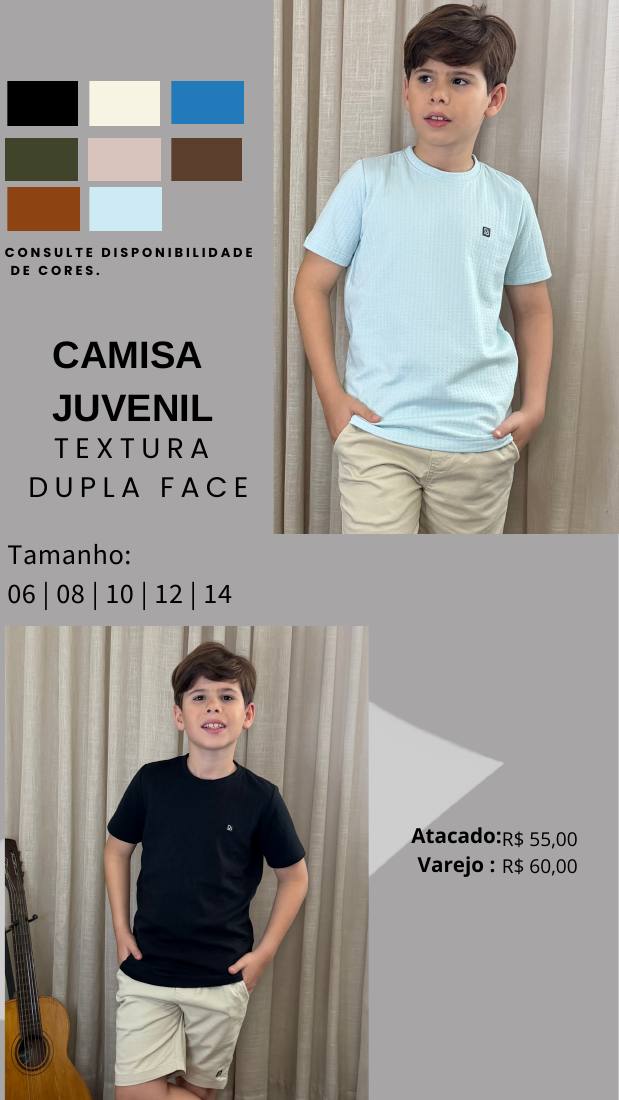 CONSULTE DISPONIBILIDADE
DE CORES.
CAMISA
JUVENIL
TEXTURA
DUPLA FACE
Tamanho:
06 | 08 | 10 | 12 | 14
Atacado:R$ 55,00
Varejo : R$ 60,00